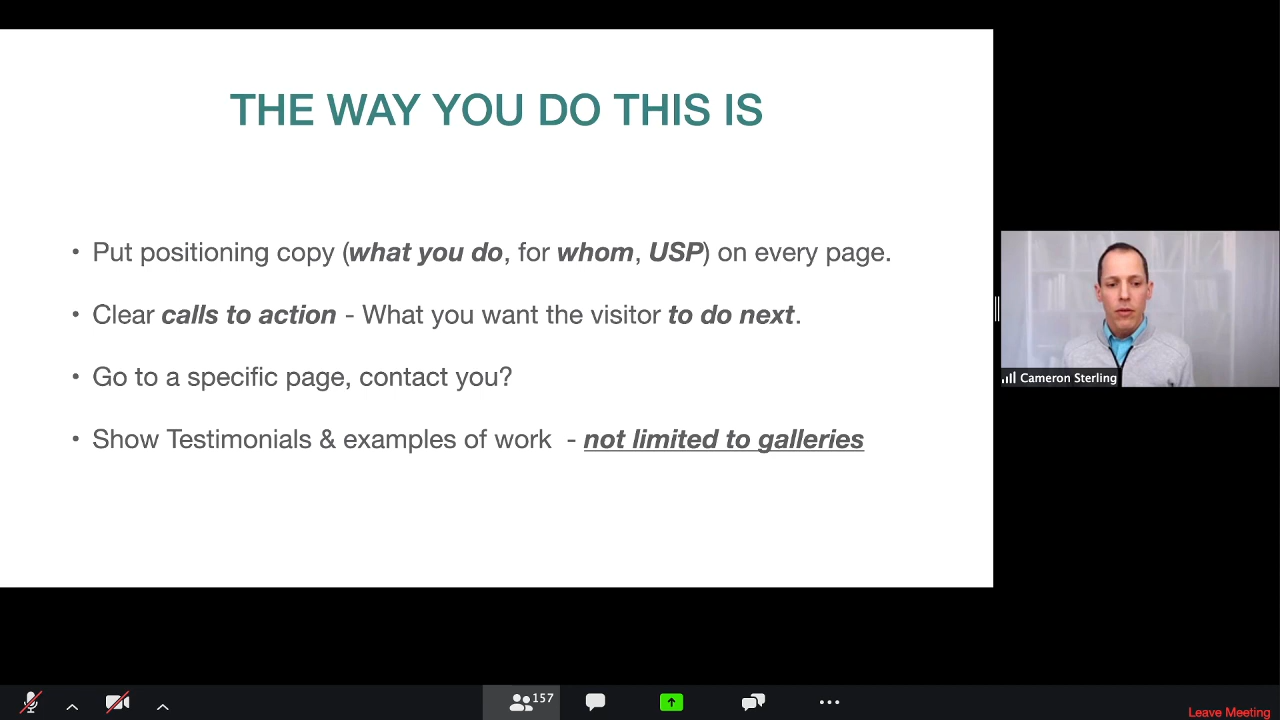 THE WAY YOU DO THIS IS
• Put positioning copy (what you do, for whom, USP) on every page.
• Clear calls to action - What you want the visitor to do next.
• Go to a specific page, contact you?
• Show Testimonials & examples of work - not limited to galleries
Cameron Sterling
157
Leave Meeting